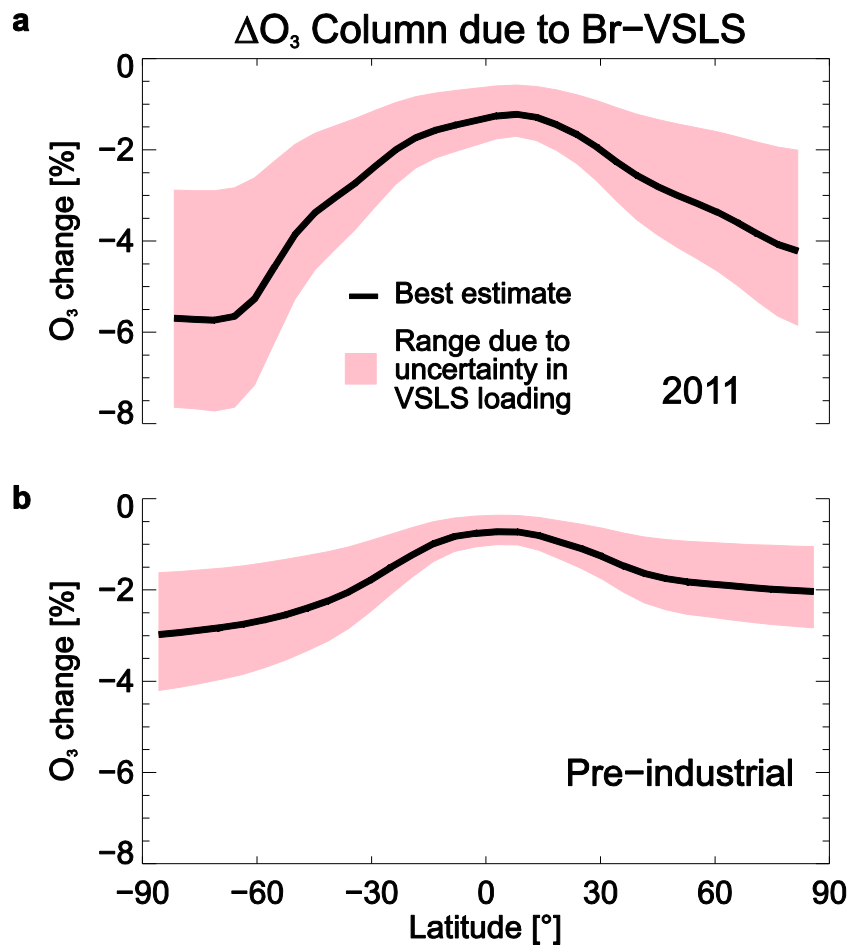 a
ΔO₃ Column due to Br−VSLS
0
−2
−4
−6
−8
O₃ change [%]
Best estimate
Range due to
uncertainty in
VSLS loading
2011
b
0
−2
−4
−6
−8
O₃ change [%]
Pre−industrial
−90 −60 −30 0 30 60 90
Latitude [°]